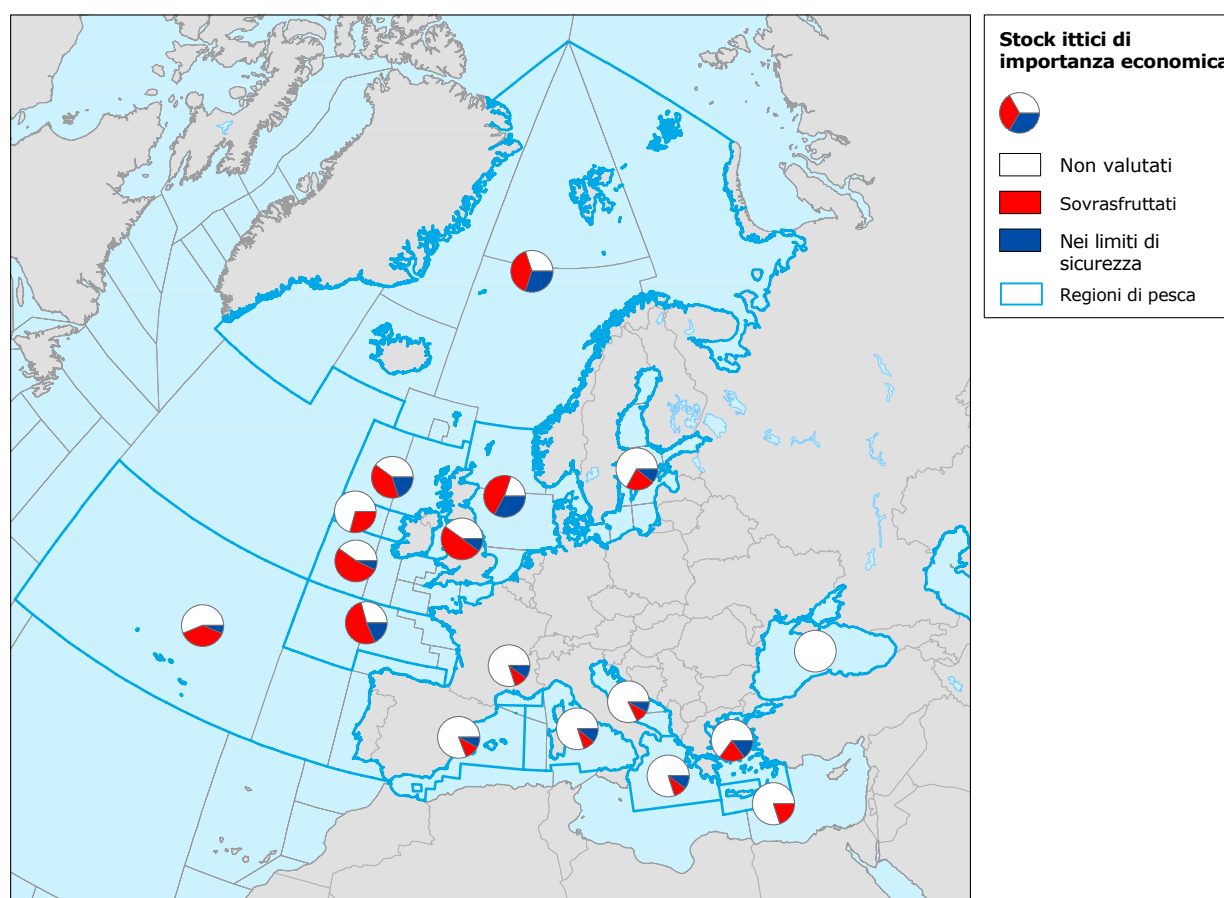 Stock ittici di
importanza economica
Non valutati
Sovrasfruttati
Nei limiti di
sicurezza
Regioni di pesca